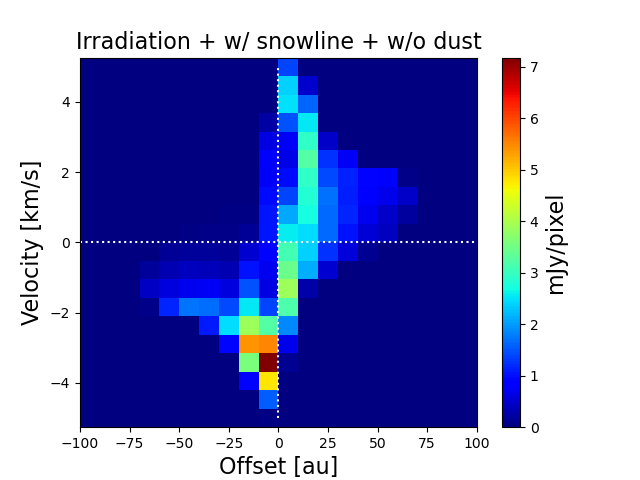 Irradiation + w/ snowline + w/o dust
7
6
5
4
3
2
1
0
mJy/pixel
4
2
0
−2
−4
Velocity [km/s]
−100 −75 −50 −25 0 25 50 75 100
Offset [au]